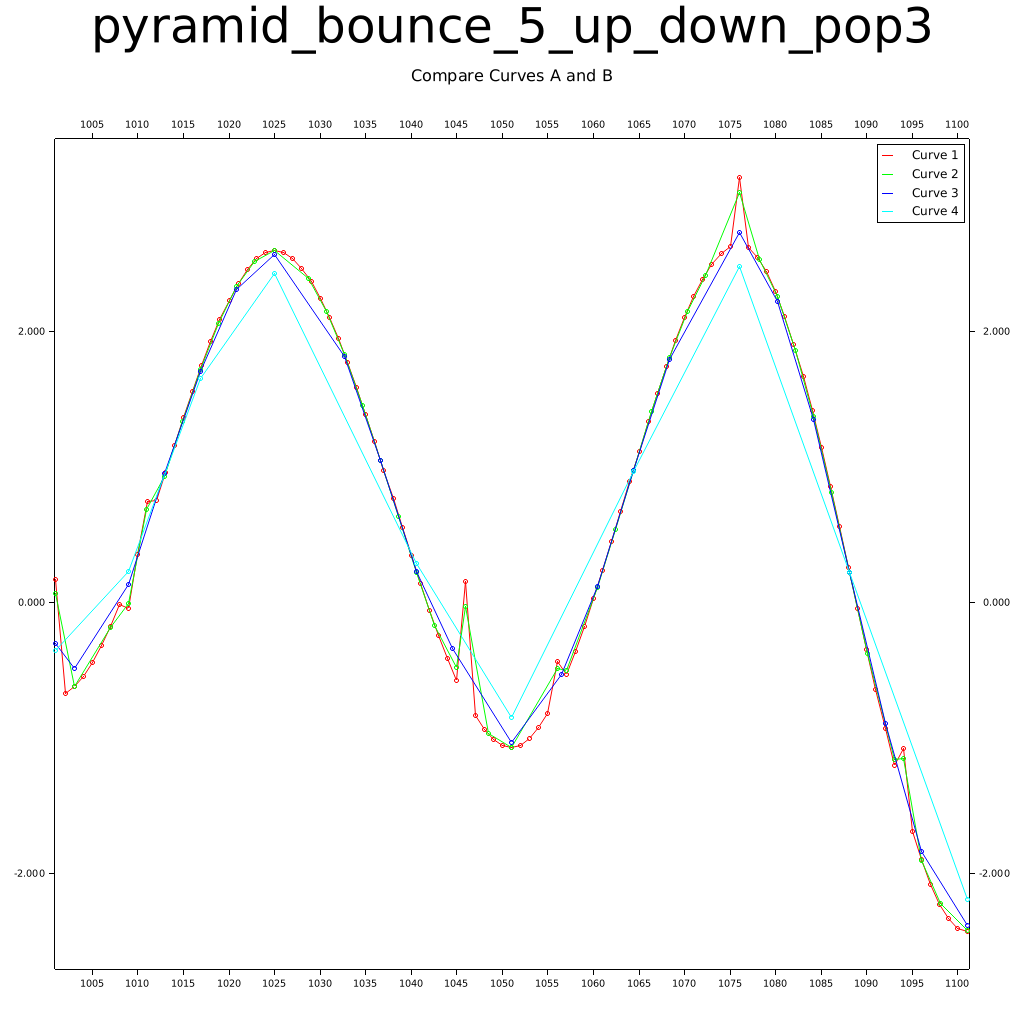 pyramid_bounce_5_up_down_pop3
Compare Curves A and B
1005 1010 1015 1020 1025 1030 1035 1040 1045 1050 1055 1060 1065 1070 1075 1080 1085 1090 1095 1100
Curve 1
Curve 2
Curve 3
Curve 4
2.000 2.000
0.000 0.000
-2.000 -2.000
1005 1010 1015 1020 1025 1030 1035 1040 1045 1050 1055 1060 1065 1070 1075 1080 1085 1090 1095 1100